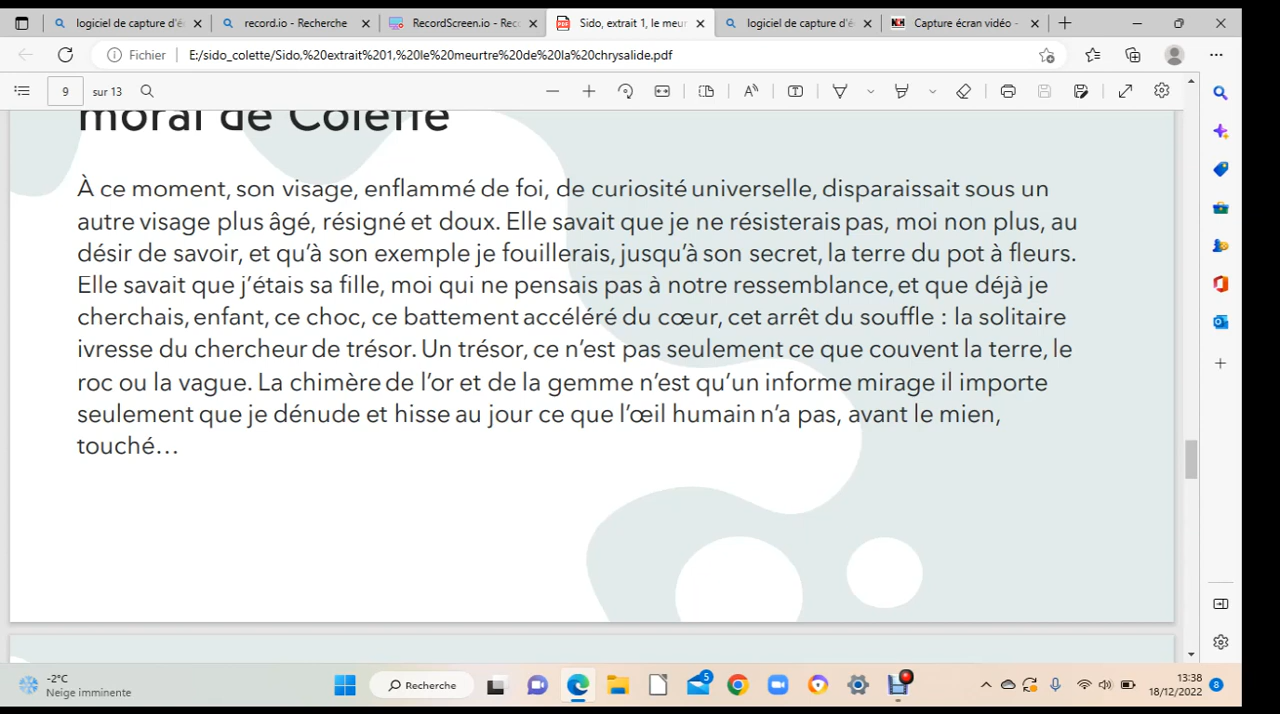 logiciel de capture d'é
record.io - Recherche
RecordScreen.io - Rec
Sido, extrait 1, le meur
logiciel de capture d'é
Capture écran vidéo -
Fichier
E:/sido_colette/Sido,%20extrait%201,%20le%20meurtre%20de%20la%20chrysalide.pdf
9 sur 13
moral de Colette
À ce moment, son visage, enflammé de foi, de curiosité universelle, disparaissait sous un
autre visage plus âgé, résigné et doux. Elle savait que je ne résisterais pas, moi non plus, au
désir de savoir, et qu'à son exemple je fouillerais, jusqu'à son secret, la terre du pot à fleurs.
Elle savait que j'étais sa fille, moi qui ne pensais pas à notre ressemblance, et que déjà je
cherchais, enfant, ce choc, ce battement accéléré du cœur, cet arrêt du souffle : la solitaire
ivresse du chercheur de trésor. Un trésor, ce n'est pas seulement ce que couvent la terre, le
roc ou la vague. La chimère de l'or et de la gemme n'est qu'un informe mirage il importe
seulement que je dénude et hisse au jour ce que l'œil humain n'a pas, avant le mien,
touché…
-2°C
Neige imminente
Recherche
5
13:38
18/12/2022
8